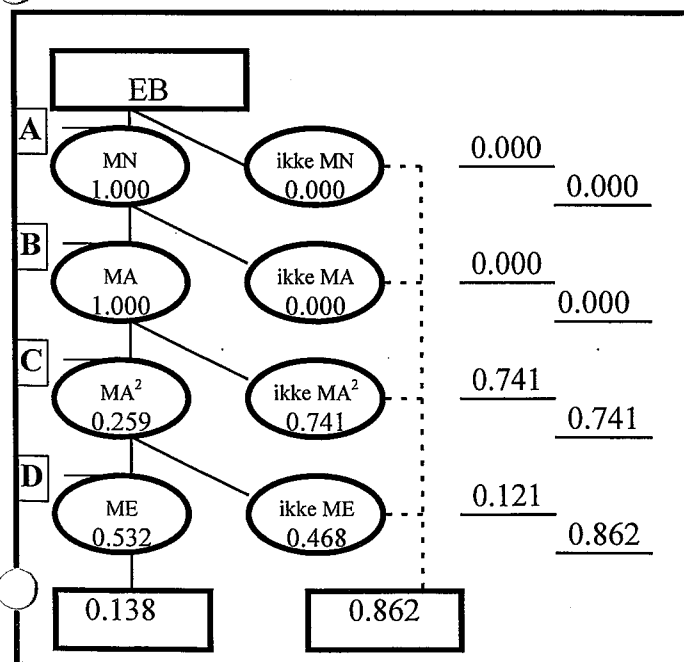 EB
A
MN
1.000
ikke MN
0.000
0.000
0.000
B
MA
1.000
ikke MA
0.000
0.000
0.000
C
MA²
0.259
ikke MA²
0.741
0.741
0.741
D
ME
0.532
ikke ME
0.468
0.121
0.862
0.138
0.862